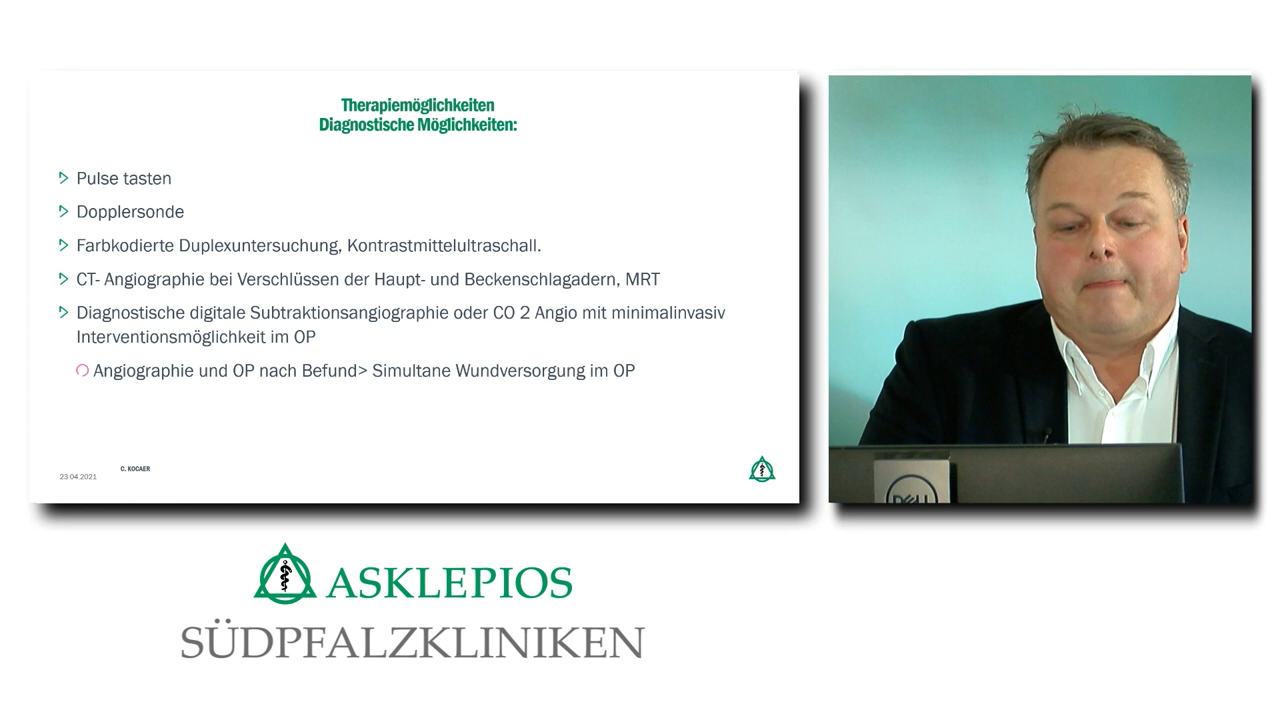 Therapiemöglichkeiten
Diagnostische Möglichkeiten:
Pulse tasten
Dopplersonde
Farbkodierte Duplexuntersuchung, Kontrastmittelultraschall.
CT- Angiographie bei Verschlüssen der Haupt- und Beckenschlagadern, MRT
Diagnostische digitale Subtraktionsangiographie oder CO 2 Angio mit minimalinvasiv
Interventionsmöglichkeit im OP
Angiographie und OP nach Befund> Simultane Wundversorgung im OP
23.04.2021
C. KOCAER
DELL
ASKLEPIOS
SÜDPFALZKLINIKEN